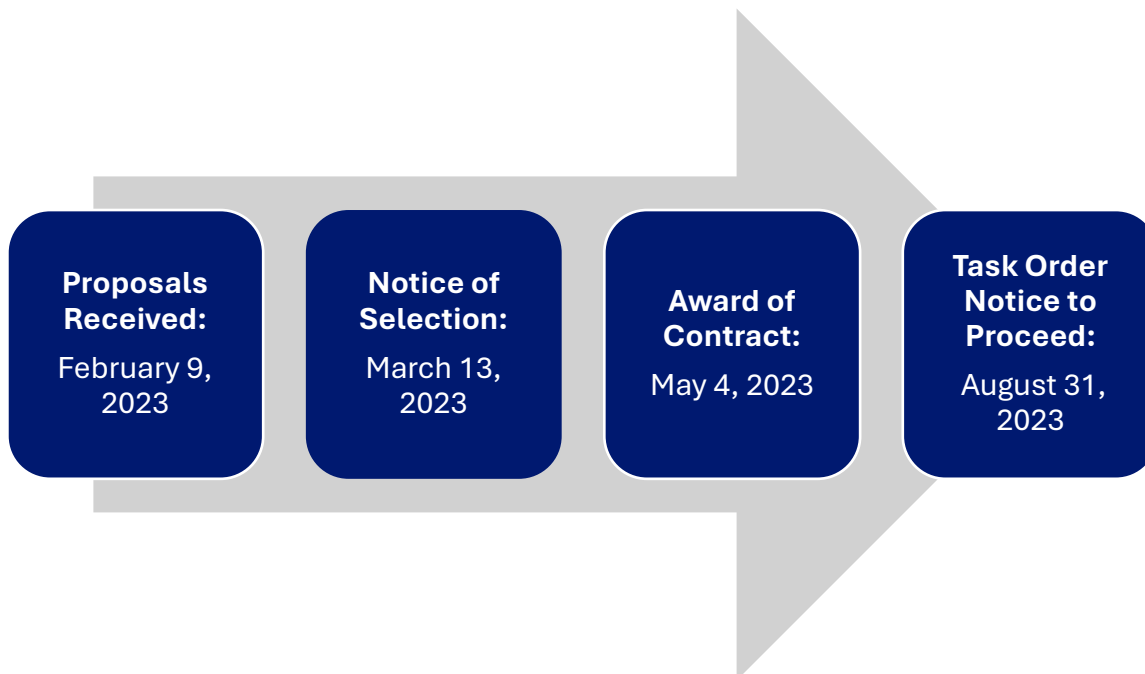 Proposals
Received:
February 9,
2023
Notice of
Selection:
March 13,
2023
Award of
Contract:
May 4, 2023
Task Order
Notice to
Proceed:
August 31,
2023